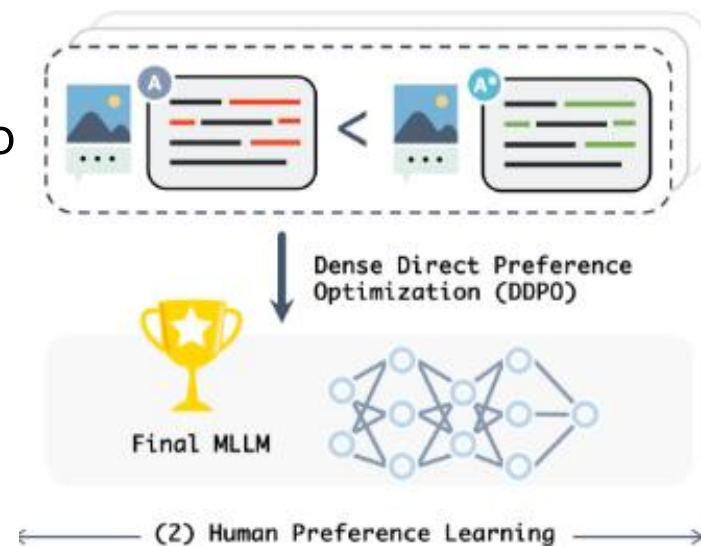 A
<
A*
o
Dense Direct Preference
Optimization (DDPO)
Final MLLM
(2) Human Preference Learning